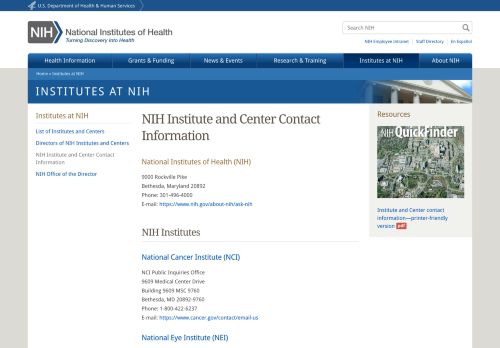 U.S. Department of Health & Human Services
NIH National Institutes of Health
Turning Discovery Into Health
Search NIH
NIH Employee Intranet | Staff Directory | En Español
Health Information
Grants & Funding
News & Events
Research & Training
Institutes at NIH
About NIH
Home » Institutes at NIH
INSTITUTES AT NIH
Institutes at NIH
List of Institutes and Centers
Directors of NIH Institutes and Centers
NIH Institute and Center Contact
Information
NIH Office of the Director
NIH Institute and Center Contact
Information
National Institutes of Health (NIH)
9000 Rockville Pike
Bethesda, Maryland 20892
Phone: 301-496-4000
E-mail: https://www.nih.gov/about-nih/ask-nih
NIH Institutes
National Cancer Institute (NCI)
NCI Public Inquiries Office
9609 Medical Center Drive
Building 9609 MSC 9760
Bethesda, MD 20892-9760
Phone: 1-800-422-6237
E-mail: https://www.cancer.gov/contact/email-us
National Eye Institute (NEI)
Resources
NIH QuickFinder
Institute and Center contact
information—printer-friendly
version pdf